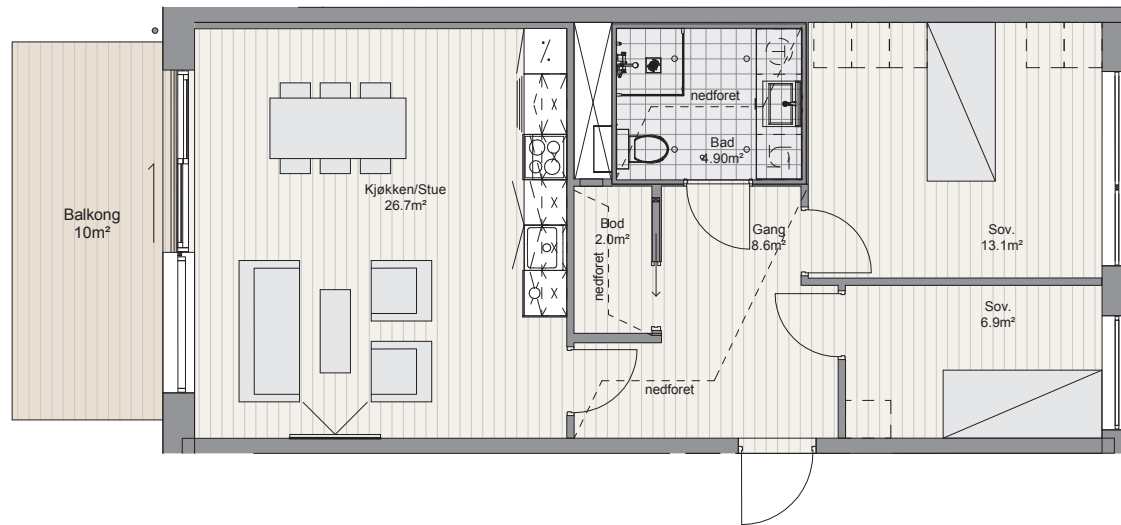 Balkong
10m²
Kjøkken/Stue
26.7m²
nedforet
Bad
4.90m²
Bod
2.0m²
nedforet
Gang
8.6m²
Sov.
13.1m²
Sov.
6.9m²
nedforet